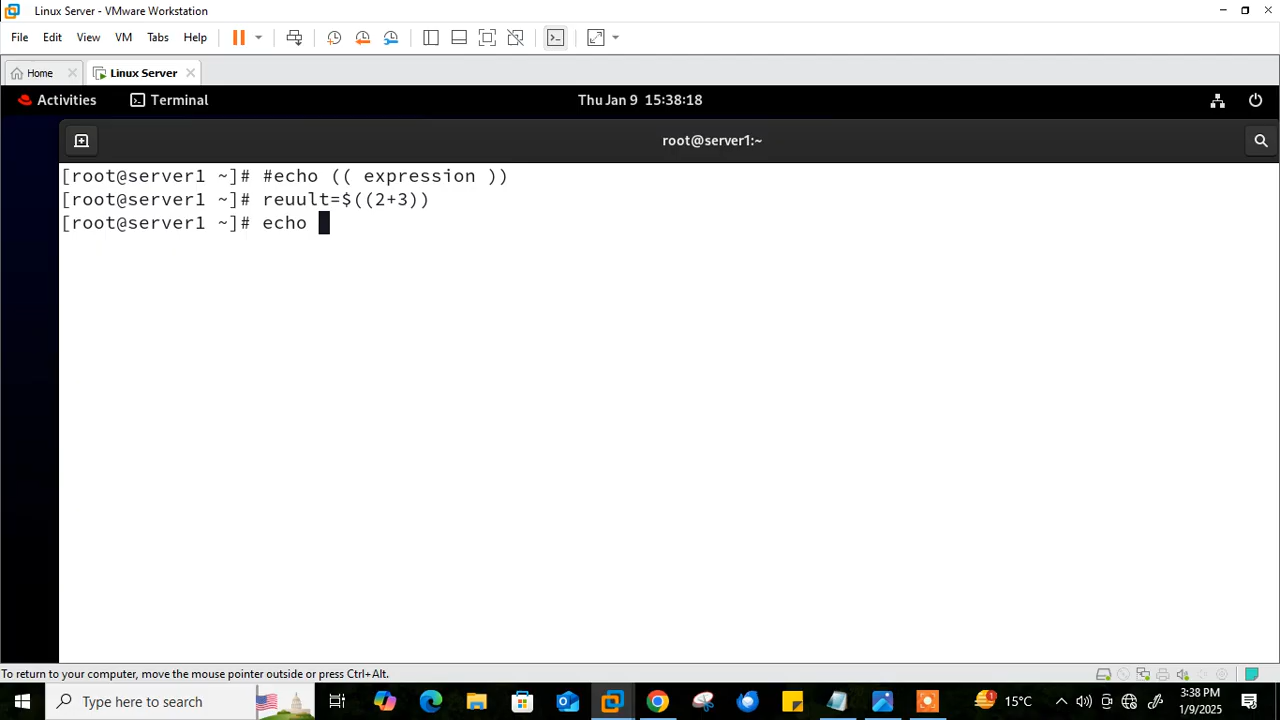 Linux Server - VMware Workstation
File Edit View VM Tabs Help
Home Linux Server
Activities Terminal Thu Jan 9 15:38:18
root@server1:~
[root@server1 ~]# #echo (( expression ))
[root@server1 ~]# reuult=$((2+3))
[root@server1 ~]# echo
To return to your computer, move the mouse pointer outside or press Ctrl+Alt.
Type here to search
1
15°C
3:38 PM
1/9/2025